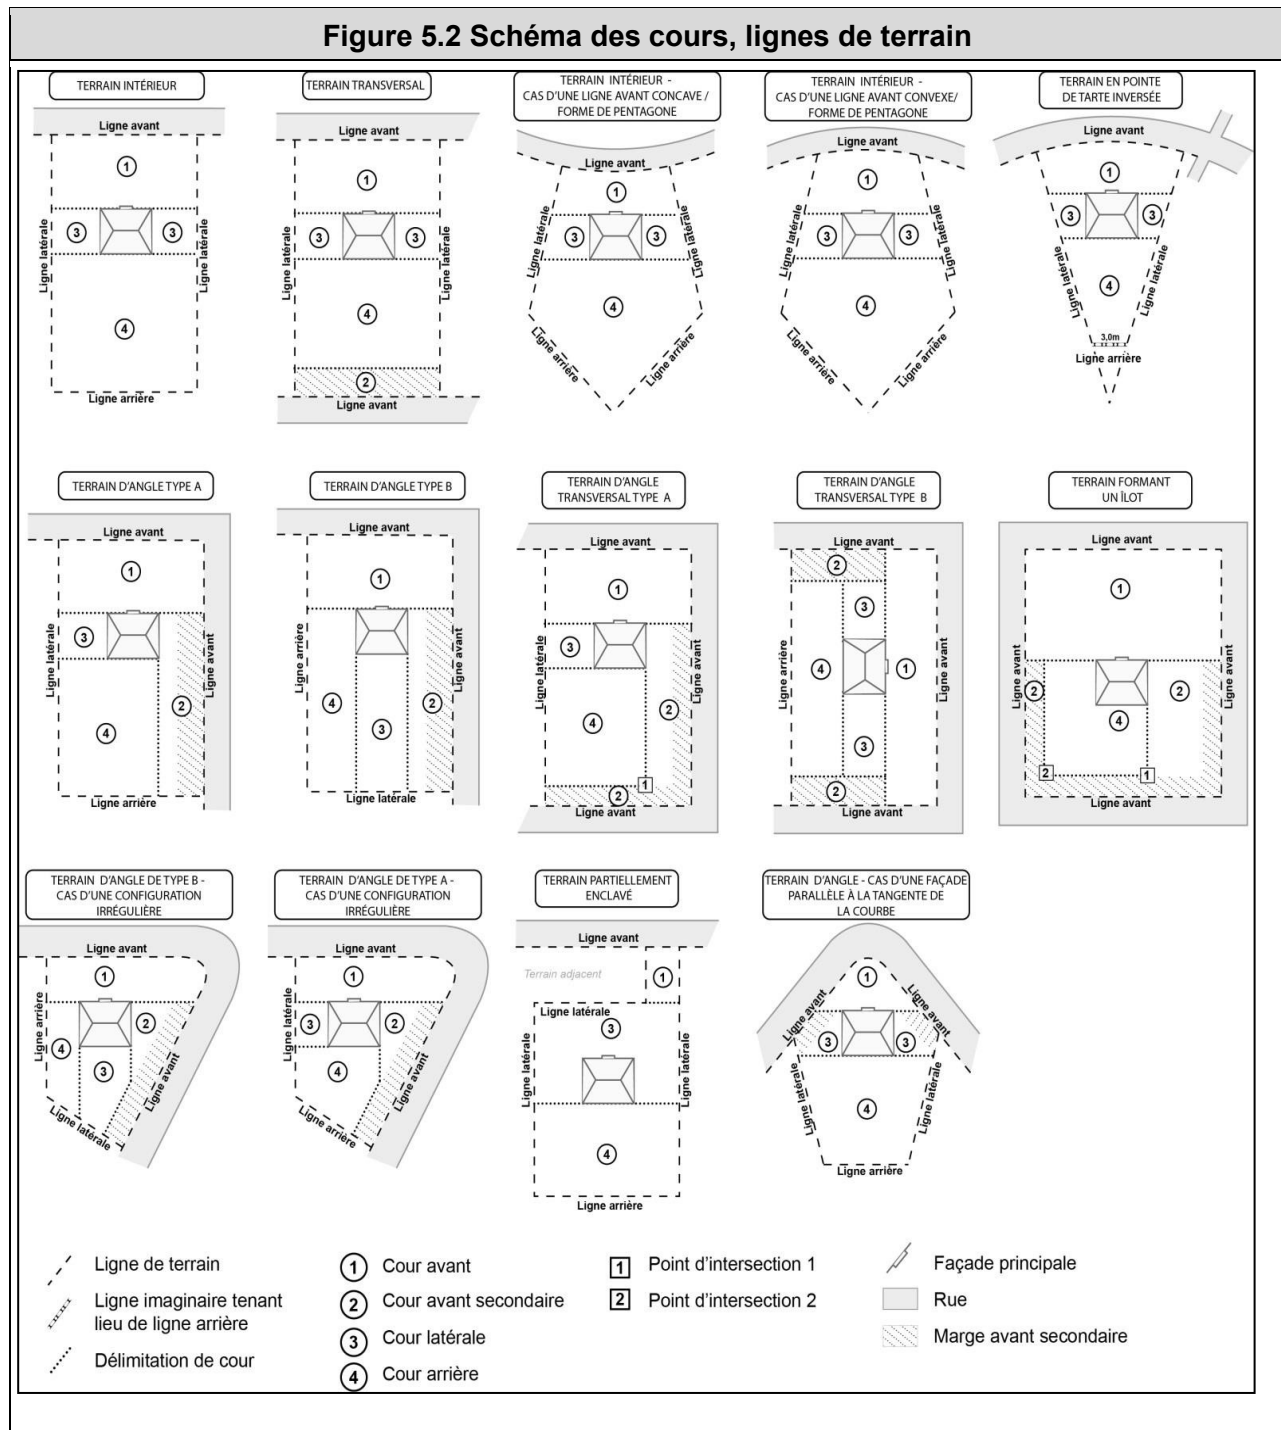 Figure 5.2 Schéma des cours, lignes de terrain
TERRAIN INTÉRIEUR
Ligne avant
1
3
3
Ligne latérale
Ligne latérale
4
Ligne arrière
TERRAIN TRANSVERSAL
Ligne avant
1
3
3
Ligne latérale
Ligne latérale
4
2
Ligne avant
TERRAIN INTÉRIEUR -
CAS D'UNE LIGNE AVANT CONCAVE /
FORME DE PENTAGONE
Ligne avant
1
3
3
Ligne latérale
Ligne latérale
4
Ligne arrière
Ligne arrière
TERRAIN INTÉRIEUR -
CAS D'UNE LIGNE AVANT CONVEXE/
FORME DE PENTAGONE
Ligne avant
1
3
3
Ligne latérale
Ligne latérale
4
Ligne arrière
Ligne arrière
TERRAIN EN POINTE
DE TARTE INVERSÉE
Ligne avant
1
3
3
Ligne latérale
Ligne latérale
4
3,0m
Ligne arrière
TERRAIN D'ANGLE TYPE A
Ligne avant
1
3
Ligne latérale
Ligne avant
2
4
Ligne arrière
TERRAIN D'ANGLE TYPE B
Ligne avant
1
Ligne arrière
Ligne avant
4
2
3
Ligne latérale
TERRAIN D'ANGLE
TRANSVERSAL TYPE A
Ligne avant
1
3
Ligne latérale
Ligne avant
2
4
1
2
Ligne avant
TERRAIN D'ANGLE
TRANSVERSAL TYPE B
Ligne avant
2
3
Ligne arrière
4
1
Ligne avant
3
2
Ligne avant
TERRAIN FORMANT
UN ÎLOT
Ligne avant
1
Ligne avant
2
2
Ligne avant
4
2
1
Ligne avant
TERRAIN D'ANGLE DE TYPE B -
CAS D'UNE CONFIGURATION
IRRÉGULIÈRE
Ligne avant
1
Ligne arrière
2
4
3
Ligne avant
Ligne latérale
TERRAIN D'ANGLE DE TYPE A -
CAS D'UNE CONFIGURATION
IRRÉGULIÈRE
Ligne avant
1
Ligne latérale
3
2
4
Ligne avant
Ligne arrière
TERRAIN PARTIELLEMENT
ENCLAVÉ
Ligne avant
Terrain adjacent
1
Ligne latérale
3
Ligne latérale
Ligne latérale
4
Ligne arrière
TERRAIN D'ANGLE - CAS D'UNE FAÇADE
PARALLÈLE À LA TANGENTE DE
LA COURBE
1
Ligne avant
Ligne avant
3
3
Ligne latérale
Ligne latérale
4
Ligne arrière
Ligne de terrain
Ligne imaginaire tenant
lieu de ligne arrière
Délimitation de cour
1 Cour avant
2 Cour avant secondaire
3 Cour latérale
4 Cour arrière
1 Point d'intersection 1
2 Point d'intersection 2
Façade principale
Rue
Marge avant secondaire